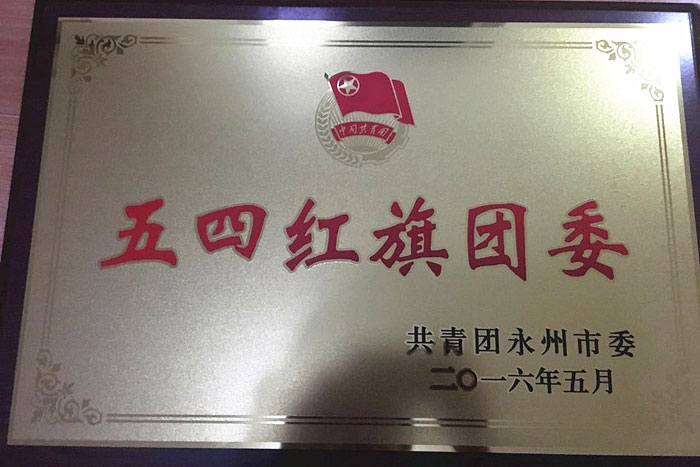 中国共青团
五四红旗团委
共青团永州市委
二〇一六年五月